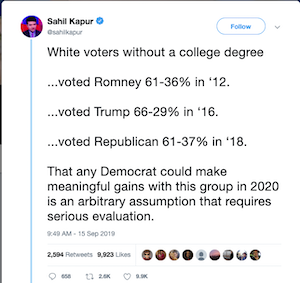 Sahil Kapur
@sahilkapur
Follow
White voters without a college degree
...voted Romney 61-36% in ‘12.
...voted Trump 66-29% in ‘16.
...voted Republican 61-37% in ‘18.
That any Democrat could make
meaningful gains with this group in 2020
is an arbitrary assumption that requires
serious evaluation.
9:49 AM - 15 Sep 2019
2,594 Retweets 9,923 Likes
658 2.6K 9.9K